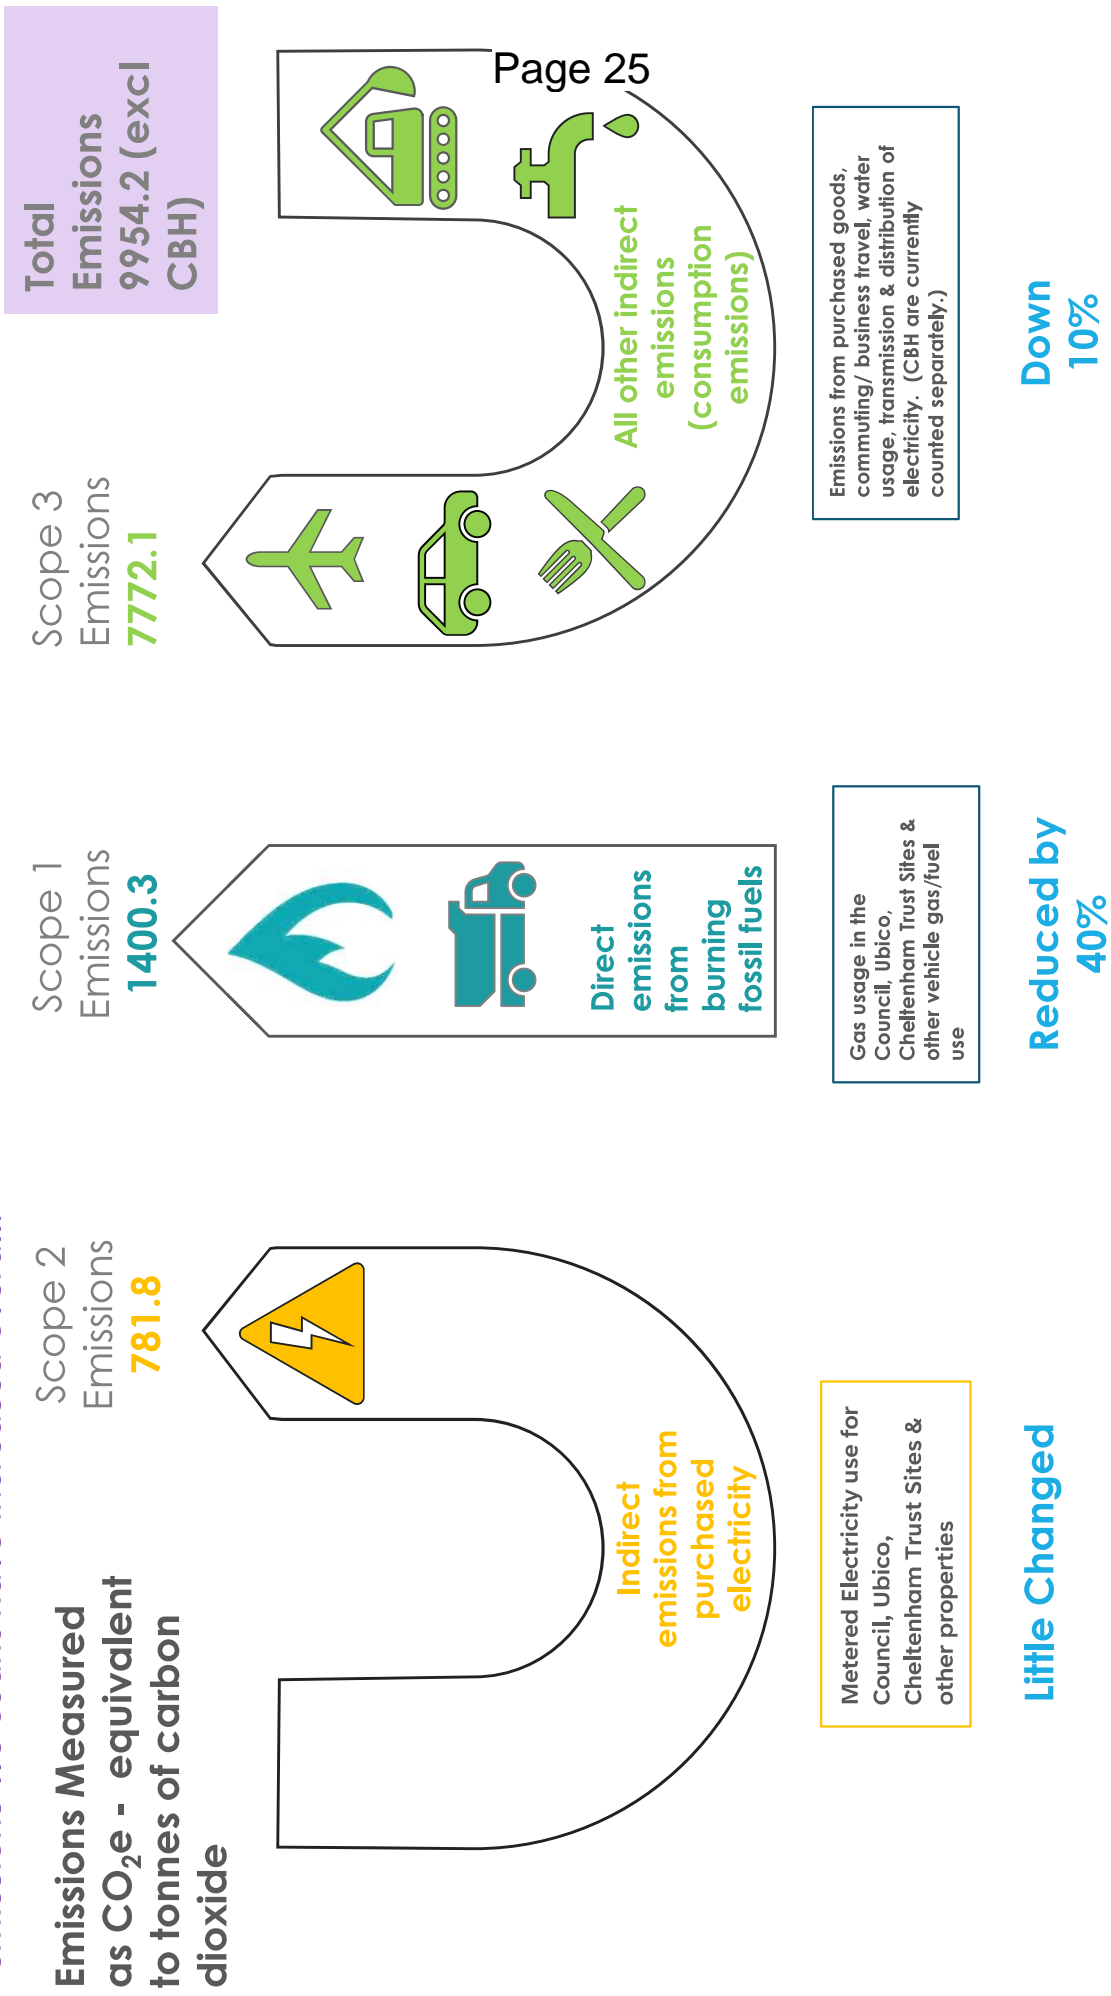 Emissions Measured
as CO₂e - equivalent
to tonnes of carbon
dioxide
Scope 2
Emissions
781.8
Indirect
emissions from
purchased
electricity
Metered Electricity use for
Council, Ubico,
Cheltenham Trust Sites &
other properties
Little Changed
Scope 1
Emissions
1400.3
Direct
emissions
from
burning
fossil fuels
Gas usage in the
Council, Ubico,
Cheltenham Trust Sites &
other vehicle gas/fuel
use
Reduced by
40%
Scope 3
Emissions
7772.1
All other indirect
emissions
(consumption
emissions)
Emissions from purchased goods,
commuting/ business travel, water
usage, transmission & distribution of
electricity. (CBH are currently
counted separately.)
Down
10%
Total
Emissions
9954.2 (excl
CBH)
Page 25